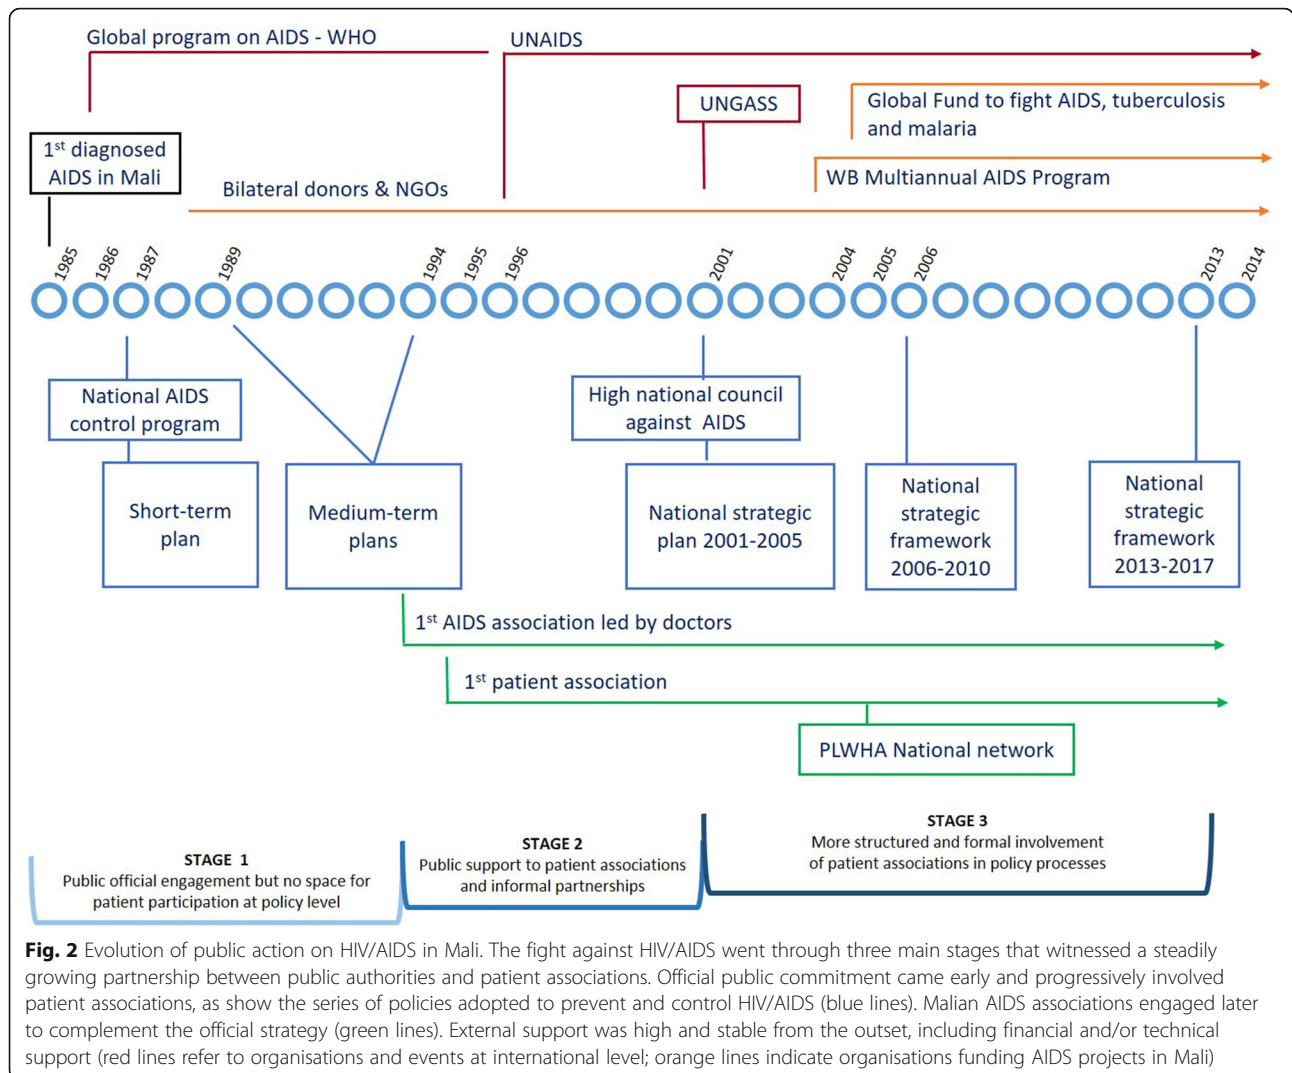 Global program on AIDS - WHO
UNAIDS
UNGASS
Global Fund to fight AIDS, tuberculosis
and malaria
1st diagnosed
AIDS in Mali
WB Multiannual AIDS Program
Bilateral donors & NGOs
1985
1986
1987
1989
1994
1995
1996
2001
2004
2005
2006
2013
2014
National AIDS
control program
High national council
against AIDS
Short-term
plan
Medium-term
plans
National strategic
plan 2001-2005
National
strategic
framework
2006-2010
National
strategic
framework
2013-2017
1st AIDS association led by doctors
1st patient association
PLWHA National network
STAGE 1
Public official engagement but no space for
patient participation at policy level
STAGE 2
Public support to patient associations
and informal partnerships
STAGE 3
More structured and formal involvement
of patient associations in policy processes
Fig. 2 Evolution of public action on HIV/AIDS in Mali. The fight against HIV/AIDS went through three main stages that witnessed a steadily
growing partnership between public authorities and patient associations. Official public commitment came early and progressively involved
patient associations, as show the series of policies adopted to prevent and control HIV/AIDS (blue lines). Malian AIDS associations engaged later
to complement the official strategy (green lines). External support was high and stable from the outset, including financial and/or technical
support (red lines refer to organisations and events at international level; orange lines indicate organisations funding AIDS projects in Mali)